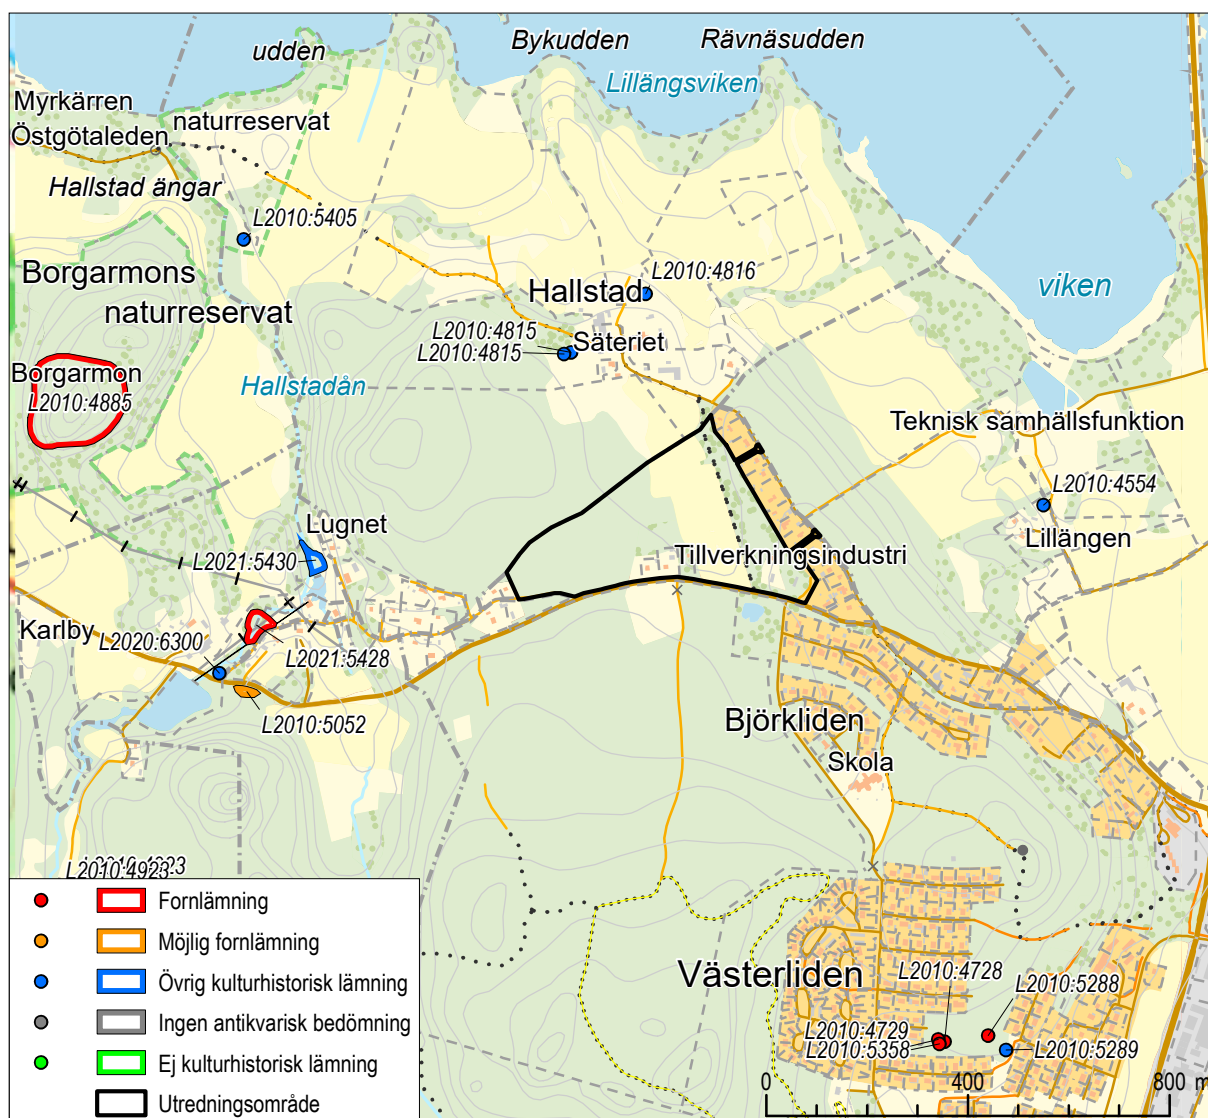 udden
Bykudden
Rävnäsudden
Lillängsviken
Myrkärren
Östgötaleden
naturreservat
Hallstad ängar
L2010:5405
Borgarmons
naturreservat
L2010:4816
Hallstad
viken
L2010:4815
L2010:4815
Säteriet
Borgarmon
L2010:4885
Hallstadån
Teknisk samhällsfunktion
L2010:4554
Lillängen
Lugnet
L2021:5430
Tillverkningsindustri
Karlby
L2020:6300
L2021:5428
L2010:5052
Björkliden
Skola
L2010:4923
Västerliden
L2010:4728
L2010:5288
L2010:4729
L2010:5358
L2010:5289
Fornlämning
Möjlig fornlämning
Övrig kulturhistorisk lämning
Ingen antikvarisk bedömning
Ej kulturhistorisk lämning
Utredningsområde
0 400 800 m